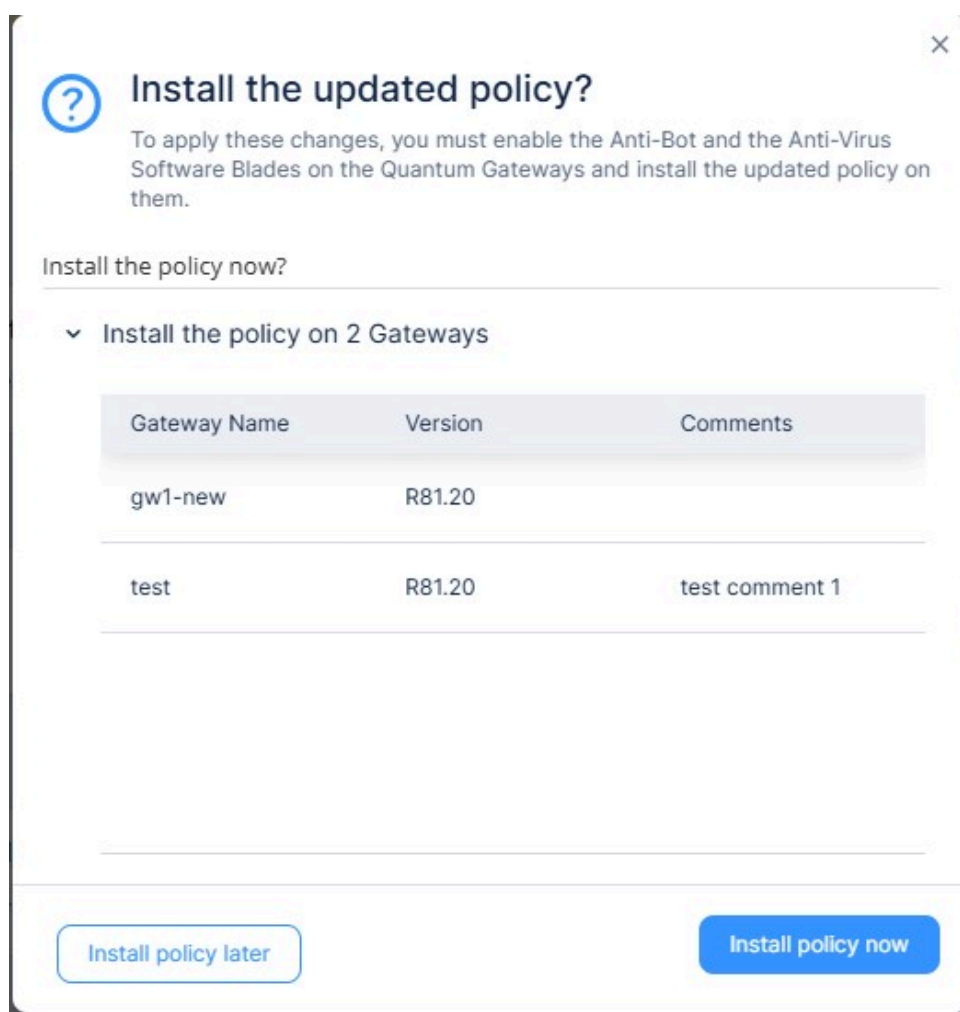 Install the updated policy?
To apply these changes, you must enable the Anti-Bot and the Anti-Virus
Software Blades on the Quantum Gateways and install the updated policy on
them.
Install the policy now?
Install the policy on 2 Gateways
Gateway Name Version Comments
gw1-new R81.20
test R81.20 test comment 1
Install policy later Install policy now